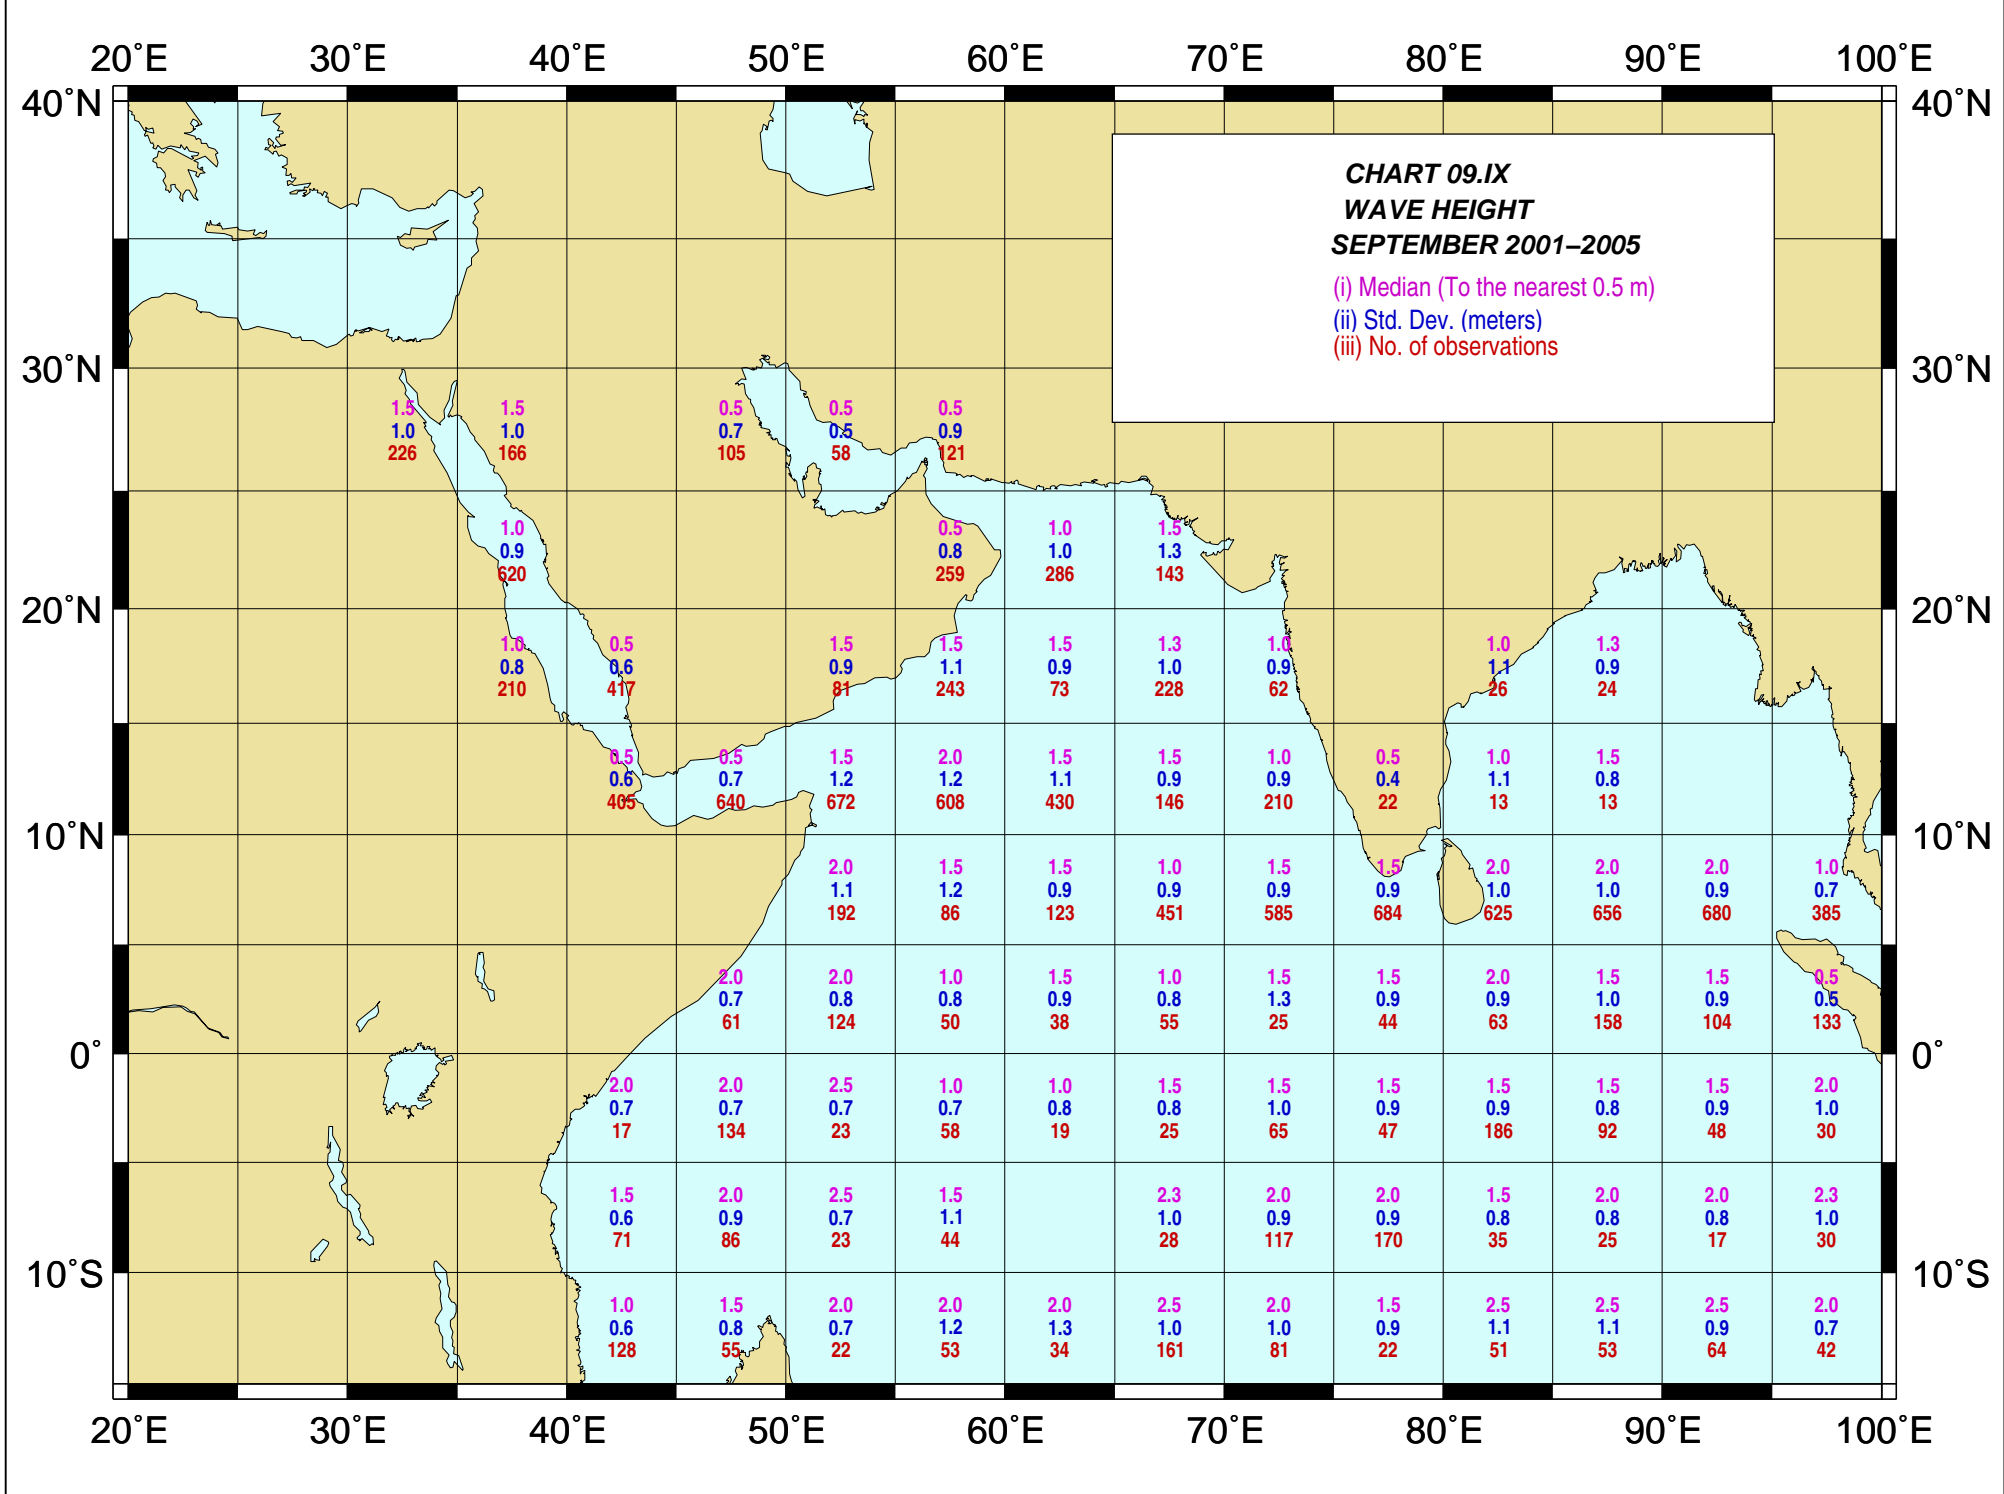 20°E 30°E 40°E 50°E 60°E 70°E 80°E 90°E 100°E
40°N 40°N
CHART 09.IX
WAVE HEIGHT
SEPTEMBER 2001–2005
(i) Median (To the nearest 0.5 m)
(ii) Std. Dev. (meters)
(iii) No. of observations
30°N 30°N
1.5 1.5 0.5 0.5 0.5
1.0 1.0 0.7 0.5 0.9
226 166 105 58 121
1.0 0.5 1.0 1.5
0.9 0.8 1.0 1.3
620 259 286 143
20°N 20°N
1.0 0.5 1.5 1.5 1.5 1.3 1.0 1.0 1.3
0.8 0.6 0.9 1.1 0.9 1.0 0.9 1.1 0.9
210 417 81 243 73 228 62 26 24
0.5 0.5 1.5 2.0 1.5 1.5 1.0 0.5 1.0 1.5
0.6 0.7 1.2 1.2 1.1 0.9 0.9 0.4 1.1 0.8
405 640 672 608 430 146 210 22 13 13
10°N 10°N
2.0 1.5 1.5 1.0 1.5 1.5 2.0 2.0 2.0 1.0
1.1 1.2 0.9 0.9 0.9 0.9 1.0 1.0 0.9 0.7
192 86 123 451 585 684 625 656 680 385
2.0 2.0 1.0 1.5 1.0 1.5 1.5 2.0 1.5 1.5 0.5
0.7 0.8 0.8 0.9 0.8 1.3 0.9 0.9 1.0 0.9 0.5
61 124 50 38 55 25 44 63 158 104 133
0° 0°
2.0 2.0 2.5 1.0 1.0 1.5 1.5 1.5 1.5 1.5 1.5 2.0
0.7 0.7 0.7 0.7 0.8 0.8 1.0 0.9 0.9 0.8 0.9 1.0
17 134 23 58 19 25 65 47 186 92 48 30
1.5 2.0 2.5 1.5 2.3 2.0 2.0 1.5 2.0 2.0 2.3
0.6 0.9 0.7 1.1 1.0 0.9 0.9 0.8 0.8 0.8 1.0
71 86 23 44 28 117 170 35 25 17 30
10°S 10°S
1.0 1.5 2.0 2.0 2.0 2.5 2.0 1.5 2.5 2.5 2.5 2.0
0.6 0.8 0.7 1.2 1.3 1.0 1.0 0.9 1.1 1.1 0.9 0.7
128 55 22 53 34 161 81 22 51 53 64 42
20°E 30°E 40°E 50°E 60°E 70°E 80°E 90°E 100°E